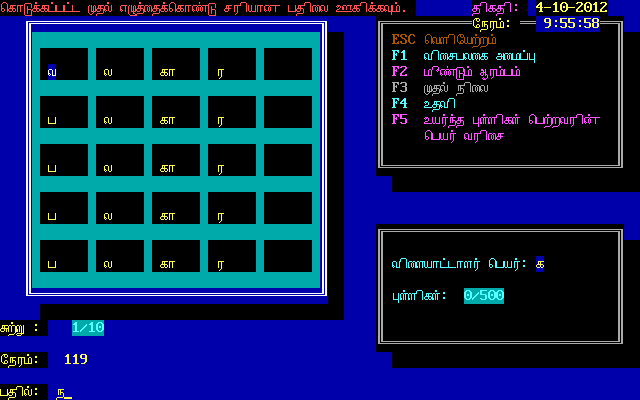 கொடுக்கப்பட்ட முதல் எழுத்தைக்கொண்டு சரியான பதிலை ஊகிக்கவும்.
திகதி: 4-10-2012
நேரம்: 9:55:58
ESC வெளியேற்றம்
F1 விசைபலகை அமைப்பு
F2 மீண்டும் ஆரம்பம்
F3 முதல் நிலை
F4 உதவி
F5 உயர்ந்த புள்ளிகள் பெற்றவரின்
பெயர் வரிசை
வ ல கா ர
ப ல கா ர
ப ல கா ர
ப ல கா ர
ப ல கா ர
விளையாட்டாளர் பெயர்: க
புள்ளிகள்: 0/500
சுற்று : 1/10
நேரம்: 119
பதில்: ந_